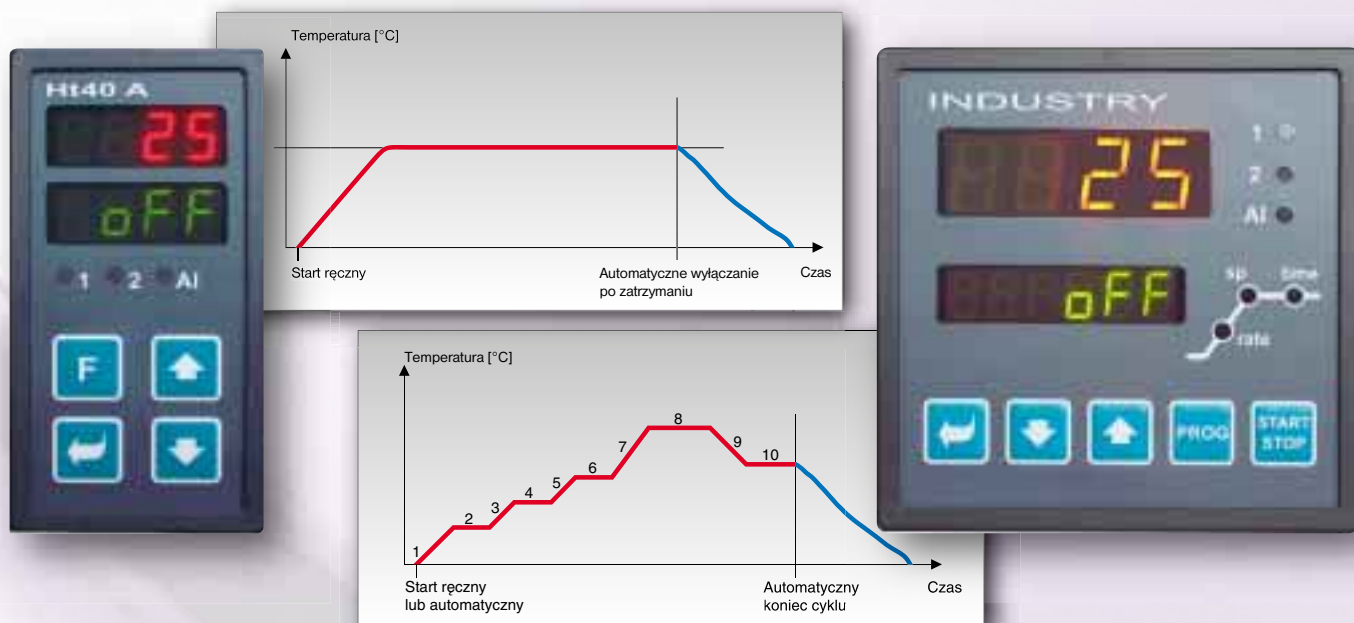 Ht40 A
25
oFF
1 2 Al
F
Temperatura [°C]
Start ręczny
Automatyczne wyłączanie
po zatrzymaniu
Czas
Temperatura [°C]
1
2
3
4
5
6
7
8
9
10
Start ręczny
lub automatyczny
Automatyczny
koniec cyklu
Czas
INDUSTRY
25
1
2
Al
oFF
sp
time
rate
PROG
START
STOP